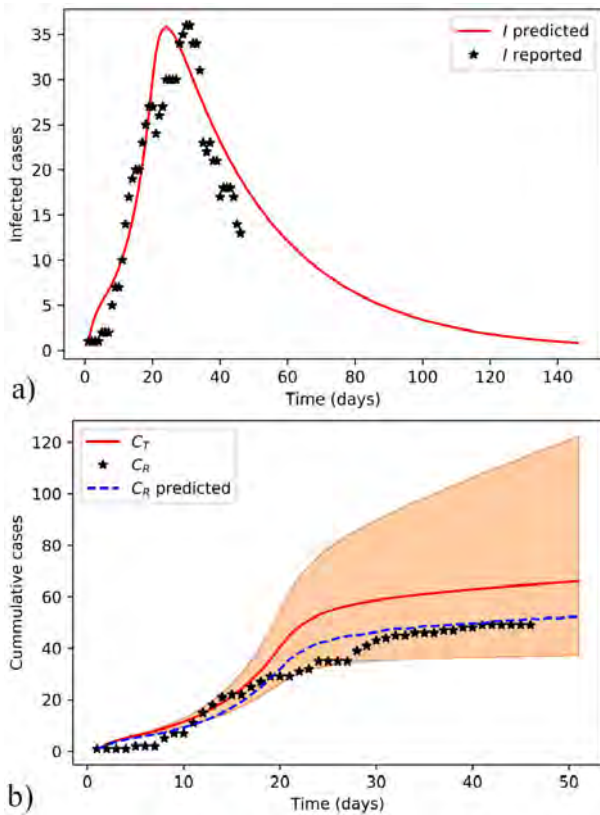 35
30
25
20
15
10
5
0
Infected cases
I predicted
I reported
0 20 40 60 80 100 120 140
Time (days)
a)
120
100
80
60
40
20
0
Cummulative cases
C_T
C_R
C_R predicted
0 10 20 30 40 50
Time (days)
b)